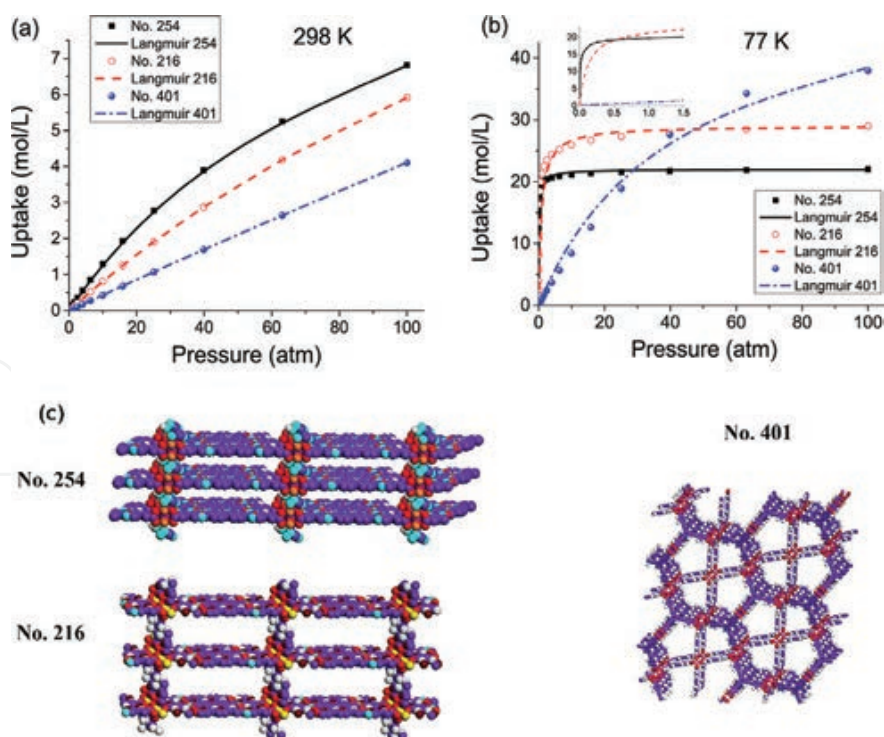 (a)
298 K
No. 254
Langmuir 254
No. 216
Langmuir 216
No. 401
Langmuir 401
Uptake (mol/L)
7
6
5
4
3
2
1
0
0 20 40 60 80 100
Pressure (atm)
(b)
77 K
20
15
10
5
0
0.0 0.5 1.0 1.5
No. 254
Langmuir 254
No. 216
Langmuir 216
No. 401
Langmuir 401
Uptake (mol/L)
40
30
20
10
0
0 20 40 60 80 100
Pressure (atm)
(c)
No. 254
No. 216
No. 401